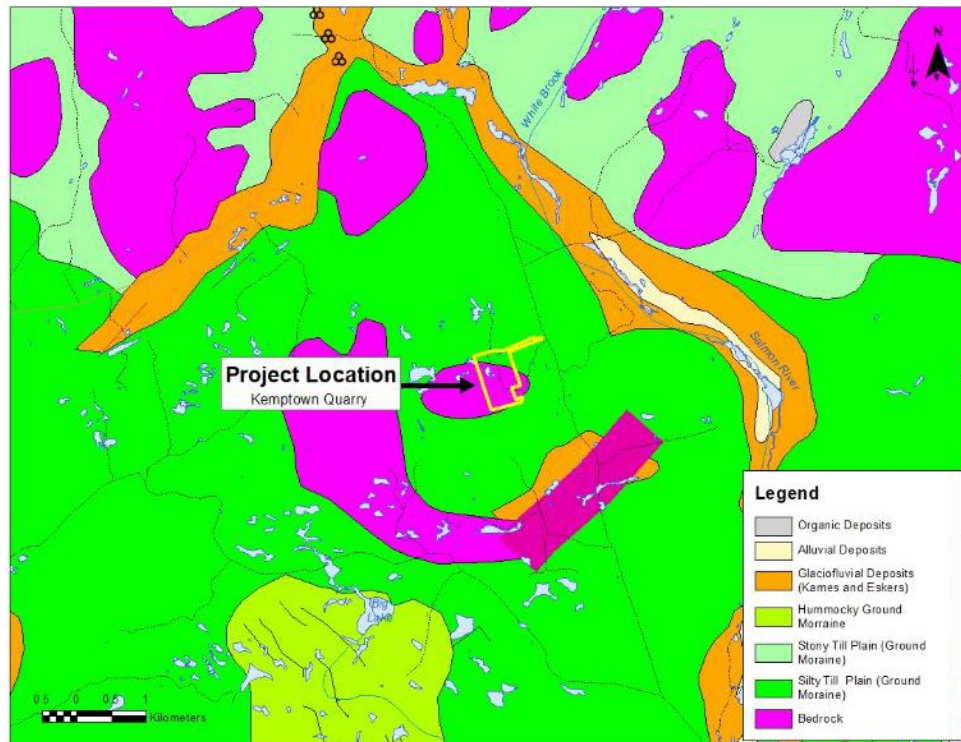 N
White Brook
Salmon River
Project Location
Kemptown Quarry
Big
Lake
Legend
Organic Deposits
Alluvial Deposits
Glaciofluvial Deposits
(Kames and Eskers)
Hummocky Ground
Morraine
Stony Till Plain (Ground
Moraine)
Silty Till Plain (Ground
Moraine)
Bedrock
0.5 0 0.5 1
Kilometers